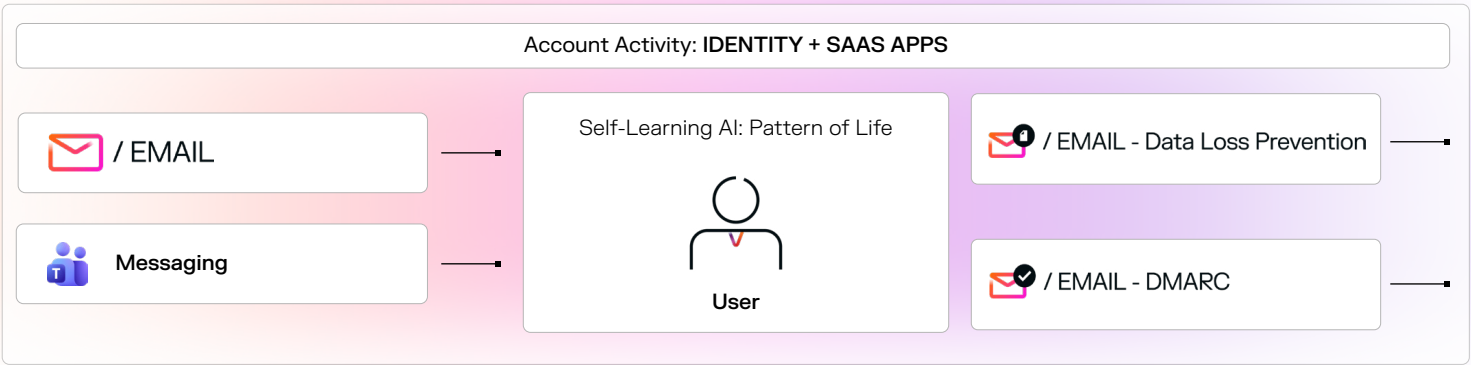 Account Activity: IDENTITY + SAAS APPS
/ EMAIL
Messaging
T
Self-Learning AI: Pattern of Life
User
/ EMAIL - Data Loss Prevention
/ EMAIL - DMARC